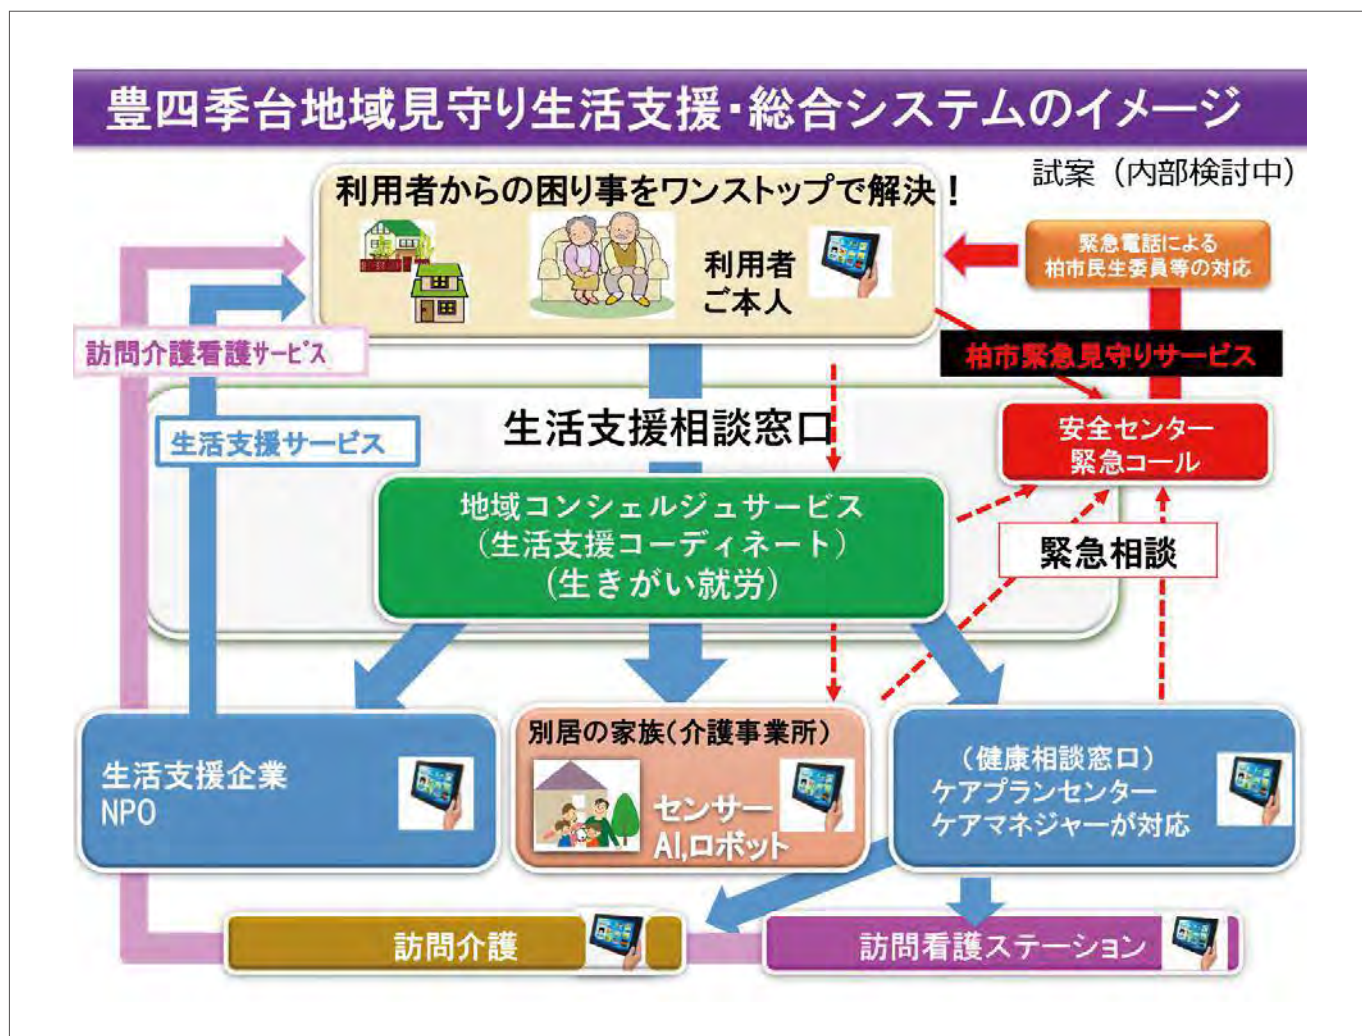 豊四季台地域見守り生活支援・総合システムのイメージ
試案（内部検討中）
利用者からの困り事をワンストップで解決！
利用者
ご本人
緊急電話による
柏市民生委員等の対応
訪問介護看護ｻｰﾋﾞｽ
柏市緊急見守りサービス
生活支援相談窓口
生活支援サービス
安全センター
緊急コール
地域コンシェルジュサービス
（生活支援コーディネート）
（生きがい就労）
緊急相談
生活支援企業
NPO
別居の家族（介護事業所）
センサー
AI,ロボット
（健康相談窓口）
ケアプランセンター
ケアマネジャーが対応
訪問介護
訪問看護ステーション